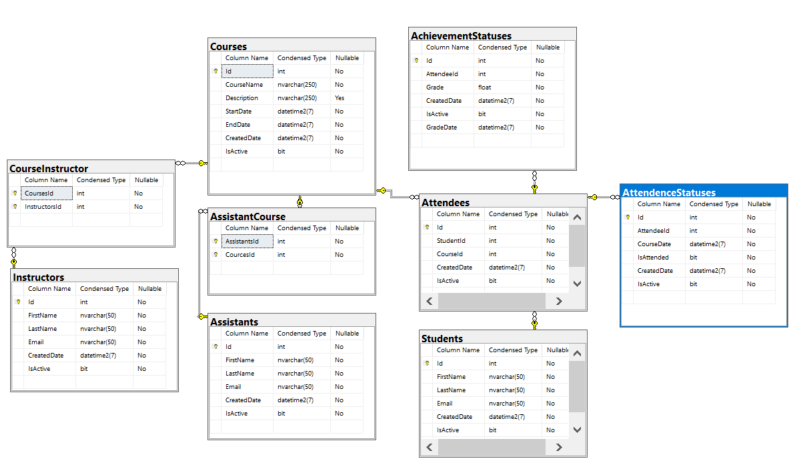 Courses
Column Name Condensed Type Nullable
Id int No
CourseName nvarchar(250) No
Description nvarchar(250) Yes
StartDate datetime2(7) No
EndDate datetime2(7) No
CreatedDate datetime2(7) No
IsActive bit No
AchievementStatuses
Column Name Condensed Type Nullable
Id int No
AttendeeId int No
Grade float No
CreatedDate datetime2(7) No
IsActive bit No
GradeDate datetime2(7) No
CourseInstructor
Column Name Condensed Type Nullable
CoursesId int No
InstructorsId int No
Instructors
Column Name Condensed Type Nullable
Id int No
FirstName nvarchar(50) No
LastName nvarchar(50) No
Email nvarchar(50) No
CreatedDate datetime2(7) No
IsActive bit No
AssistantCourse
Column Name Condensed Type Nullable
AssistantsId int No
CourcesId int No
Assistants
Column Name Condensed Type Nullable
Id int No
FirstName nvarchar(50) No
LastName nvarchar(50) No
Email nvarchar(50) No
CreatedDate datetime2(7) No
IsActive bit No
Attendees
Column Name Condensed Type Nullable
Id int No
StudentId int No
CourseId int No
CreatedDate datetime2(7) No
IsActive bit No
Students
Column Name Condensed Type Nullable
Id int No
FirstName nvarchar(50) No
LastName nvarchar(50) No
Email nvarchar(50) No
CreatedDate datetime2(7) No
IsActive bit No
AttendenceStatuses
Column Name Condensed Type Nullable
Id int No
AttendeeId int No
CourseDate datetime2(7) No
IsAttended bit No
CreatedDate datetime2(7) No
IsActive bit No